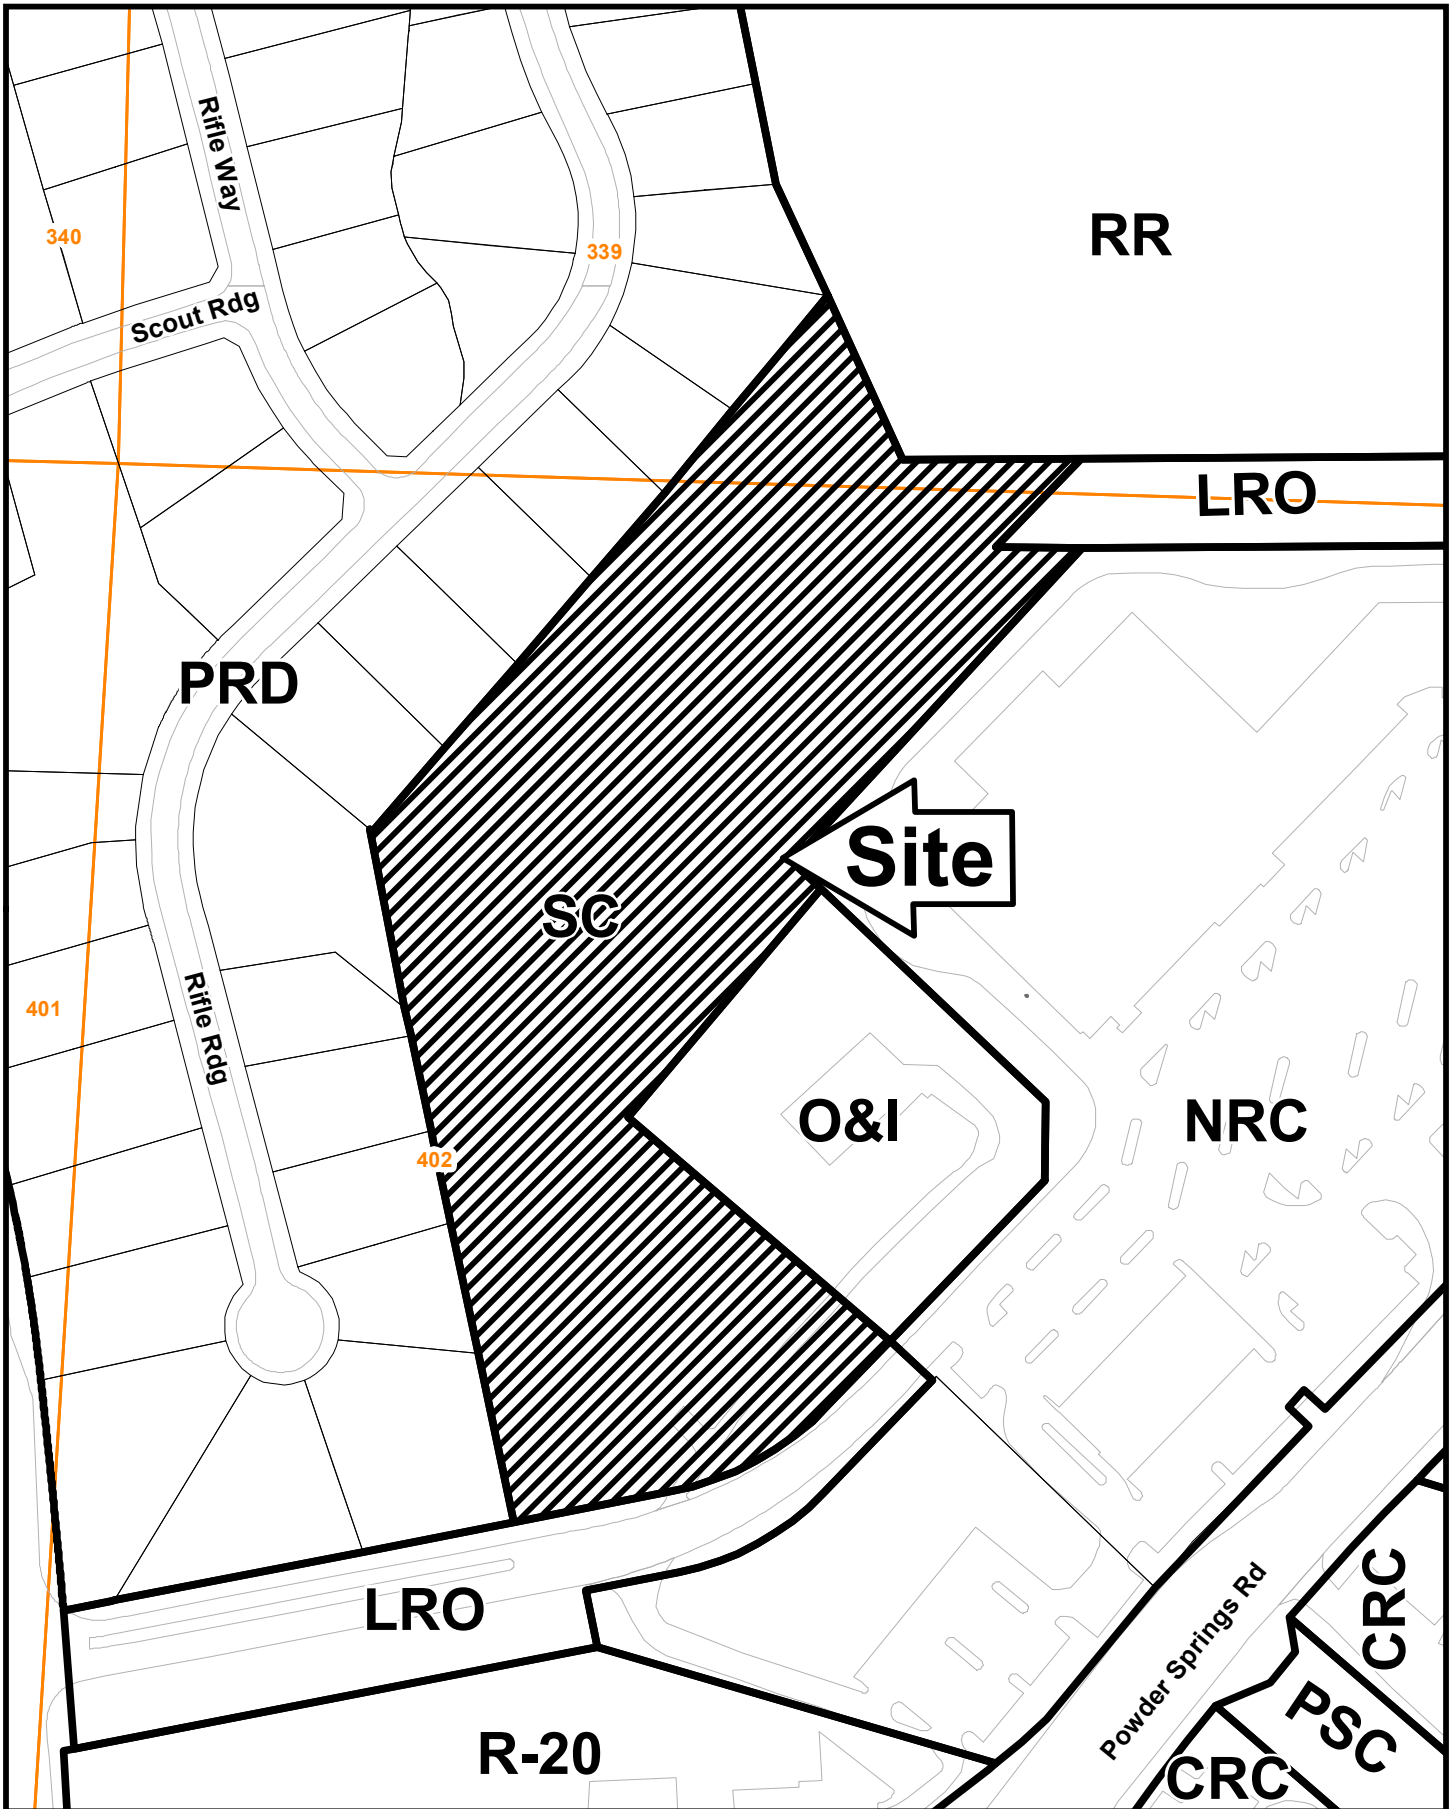 Rifle Way
RR
340
339
Scout Rdg
LRO
PRD
Site
SC
401
Rifle Rdg
O&I
NRC
402
LRO
CRC
Powder Springs Rd
PSC
R-20
CRC